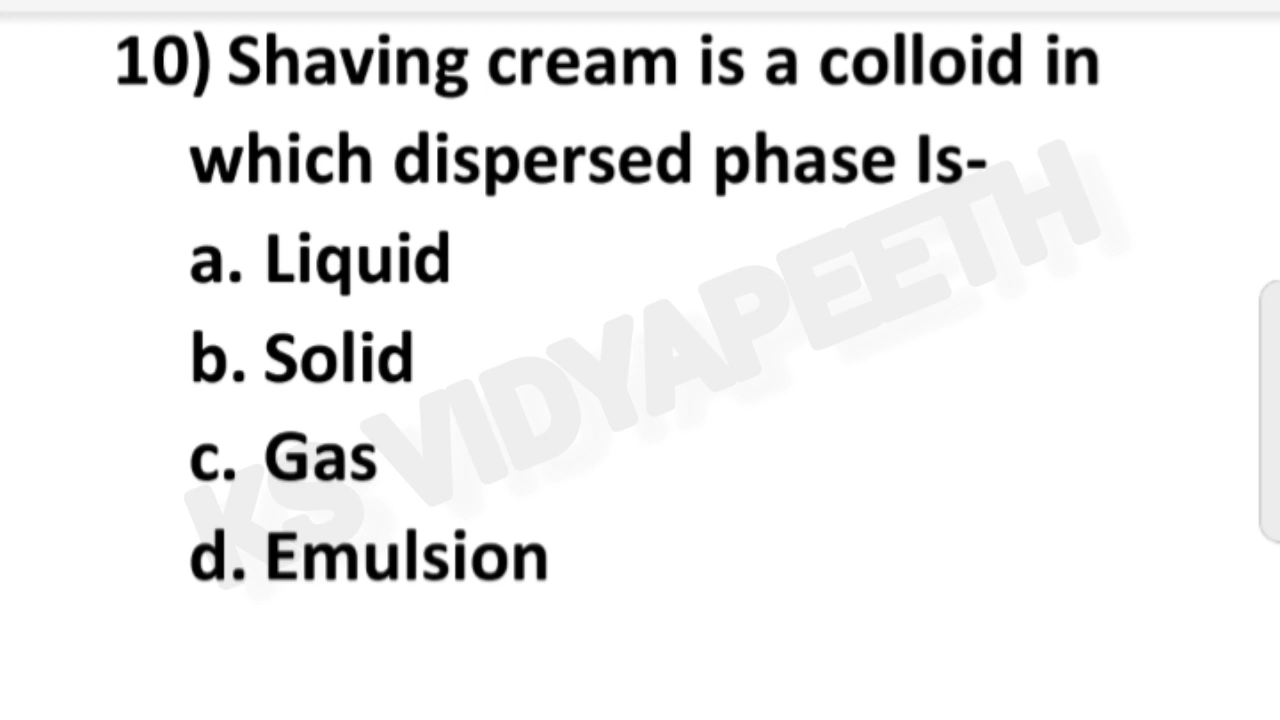 10) Shaving cream is a colloid in
which dispersed phase Is-
a. Liquid
b. Solid
c. Gas
d. Emulsion
KS VIDYAPEETH